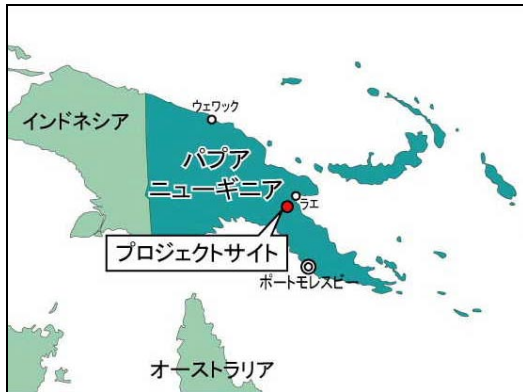 ウェワック
インドネシア
パプア
ニューギニア
ラエ
プロジェクトサイト
ポートモレスビー
オーストラリア